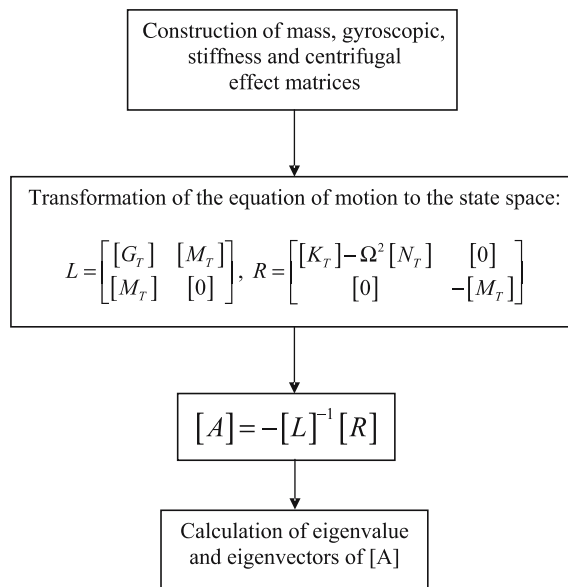 Construction of mass, gyroscopic,
stiffness and centrifugal
effect matrices
Transformation of the equation of motion to the state space:
L = [[G_T] [M_T]; [M_T] [0]], R = [[K_T] − Ω² [N_T] [0]; [0] −[M_T]]
[A] = −[L]⁻¹ [R]
Calculation of eigenvalue
and eigenvectors of [A]